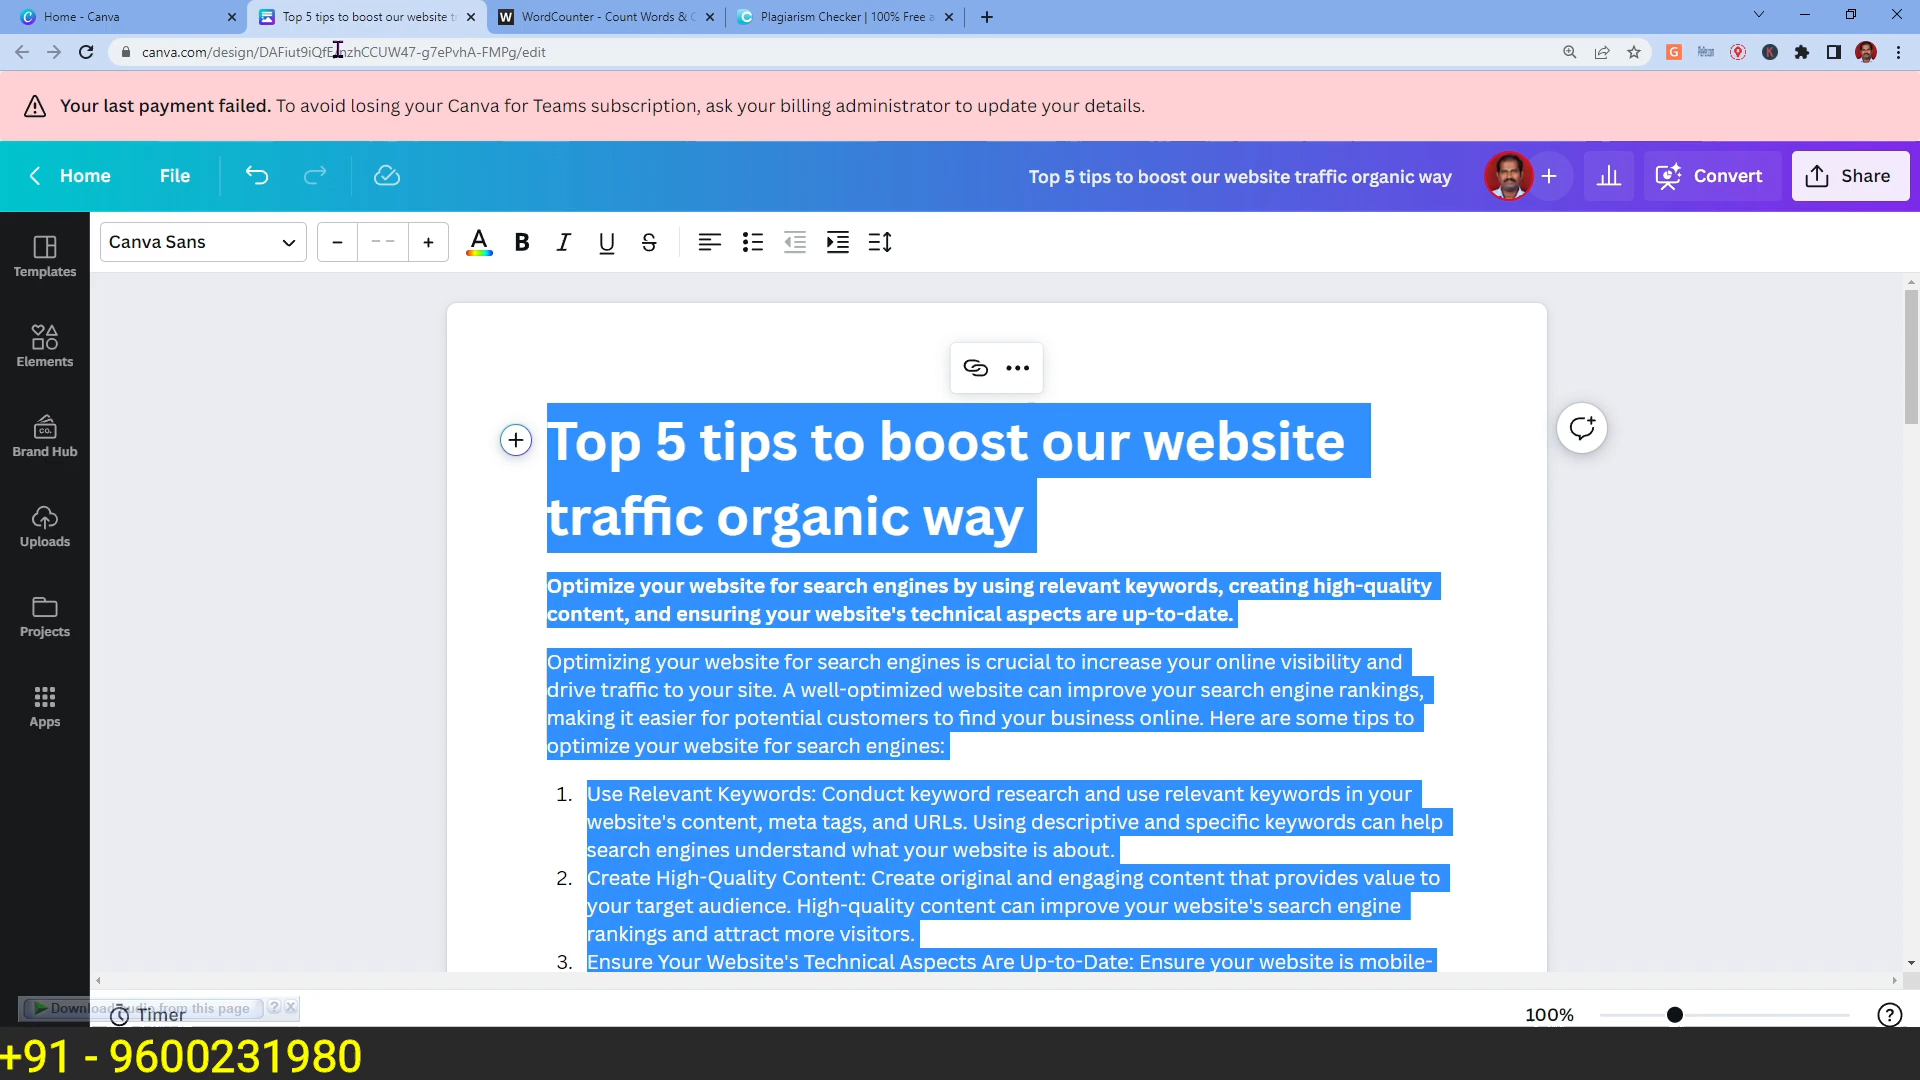 Home - Canva
Top 5 tips to boost our website tr
WordCounter - Count Words & C
Plagiarism Checker | 100% Free a
canva.com/design/DAFiut9iQfE/nzhCCUW47-g7ePvhA-FMPg/edit
Your last payment failed. To avoid losing your Canva for Teams subscription, ask your billing administrator to update your details.
Home
File
Top 5 tips to boost our website traffic organic way
Convert
Share
Canva Sans
A B I U S
Templates
Elements
Brand Hub
Uploads
Projects
Apps
Top 5 tips to boost our website
traffic organic way
Optimize your website for search engines by using relevant keywords, creating high-quality
content, and ensuring your website's technical aspects are up-to-date.
Optimizing your website for search engines is crucial to increase your online visibility and
drive traffic to your site. A well-optimized website can improve your search engine rankings,
making it easier for potential customers to find your business online. Here are some tips to
optimize your website for search engines:
1. Use Relevant Keywords: Conduct keyword research and use relevant keywords in your
website's content, meta tags, and URLs. Using descriptive and specific keywords can help
search engines understand what your website is about.
2. Create High-Quality Content: Create original and engaging content that provides value to
your target audience. High-quality content can improve your website's search engine
rankings and attract more visitors.
3. Ensure Your Website's Technical Aspects Are Up-to-Date: Ensure your website is mobile-
Download audio from this page
Timer
100%
+91 - 9600231980